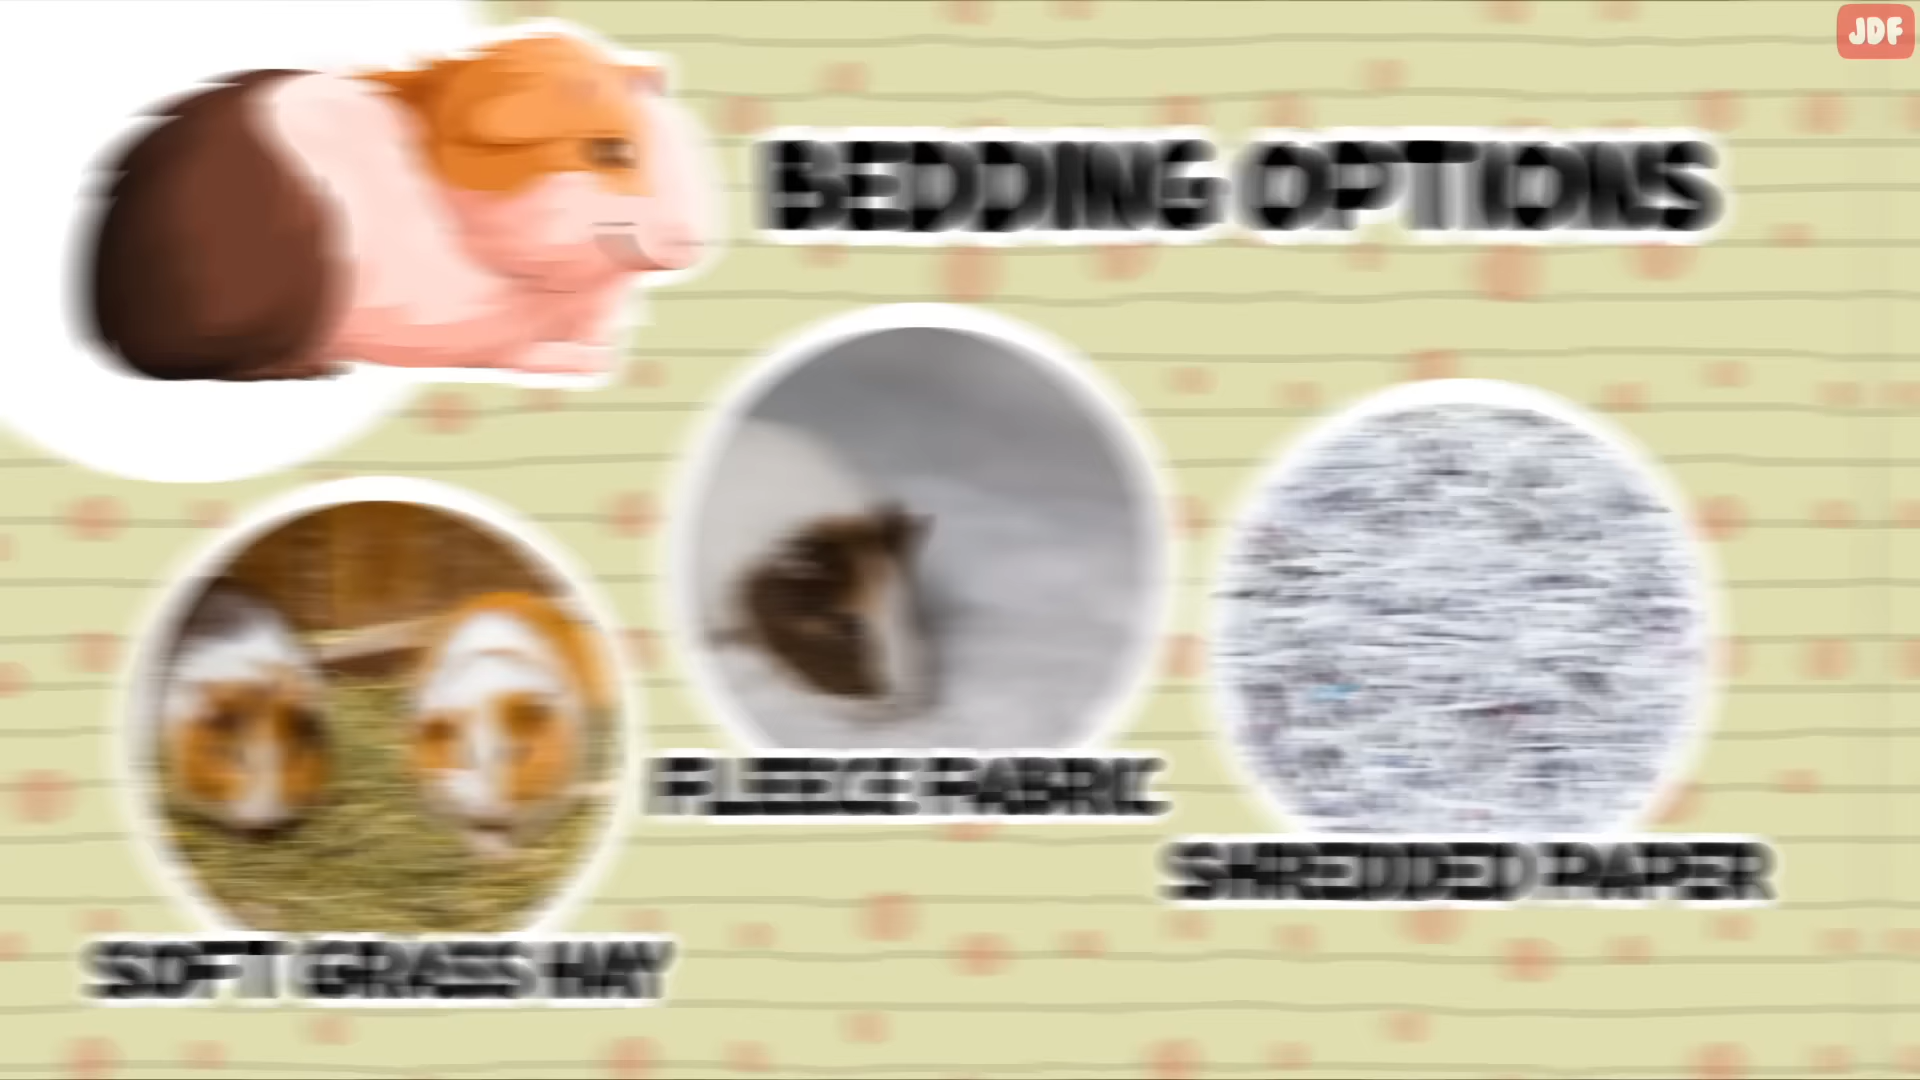 JDF
BEDDING OPTIONS
FLEECE FABRIC
SHREDDED PAPER
SOFT GRASS HAY